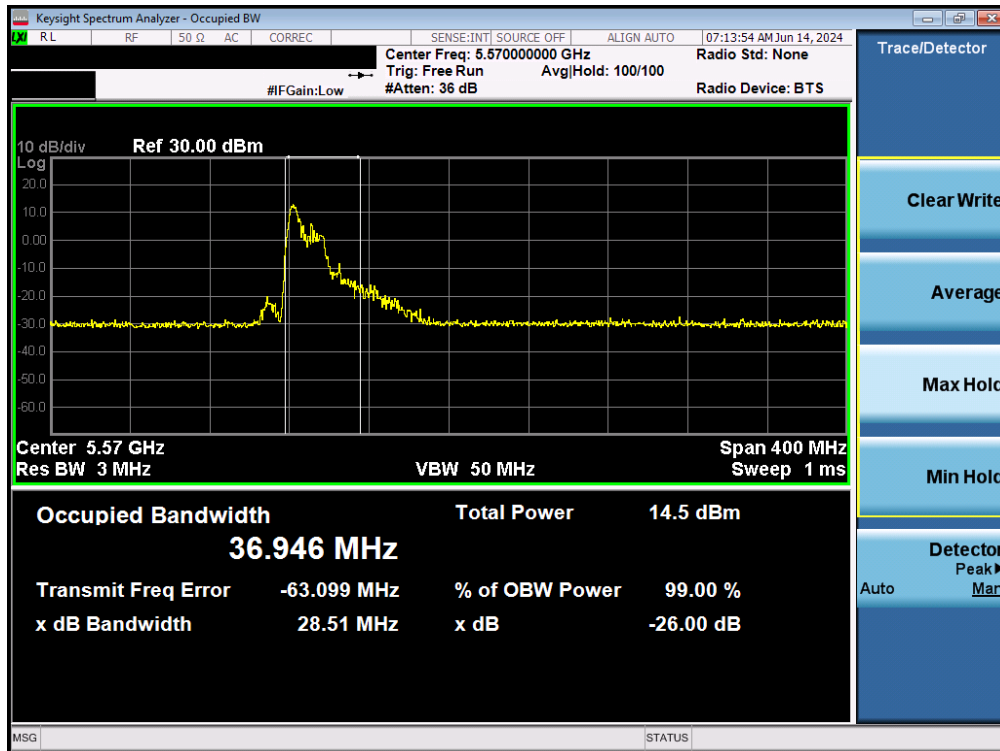 Keysight Spectrum Analyzer - Occupied BW
LXI RL RF 50 Ω AC CORREC SENSE:INT SOURCE OFF ALIGN AUTO 07:13:54 AM Jun 14, 2024
Center Freq: 5.570000000 GHz Radio Std: None
Trig: Free Run Avg|Hold: 100/100
#IFGain:Low #Atten: 36 dB Radio Device: BTS
Trace/Detector
10 dB/div Ref 30.00 dBm
Log
20.0
10.0
0.00
-10.0
-20.0
-30.0
-40.0
-50.0
-60.0
Center 5.57 GHz Span 400 MHz
Res BW 3 MHz VBW 50 MHz Sweep 1 ms
Occupied Bandwidth Total Power 14.5 dBm
36.946 MHz
Transmit Freq Error -63.099 MHz % of OBW Power 99.00 %
x dB Bandwidth 28.51 MHz x dB -26.00 dB
Clear Write
Average
Max Hold
Min Hold
Detector
Peak
Auto Man
MSG STATUS